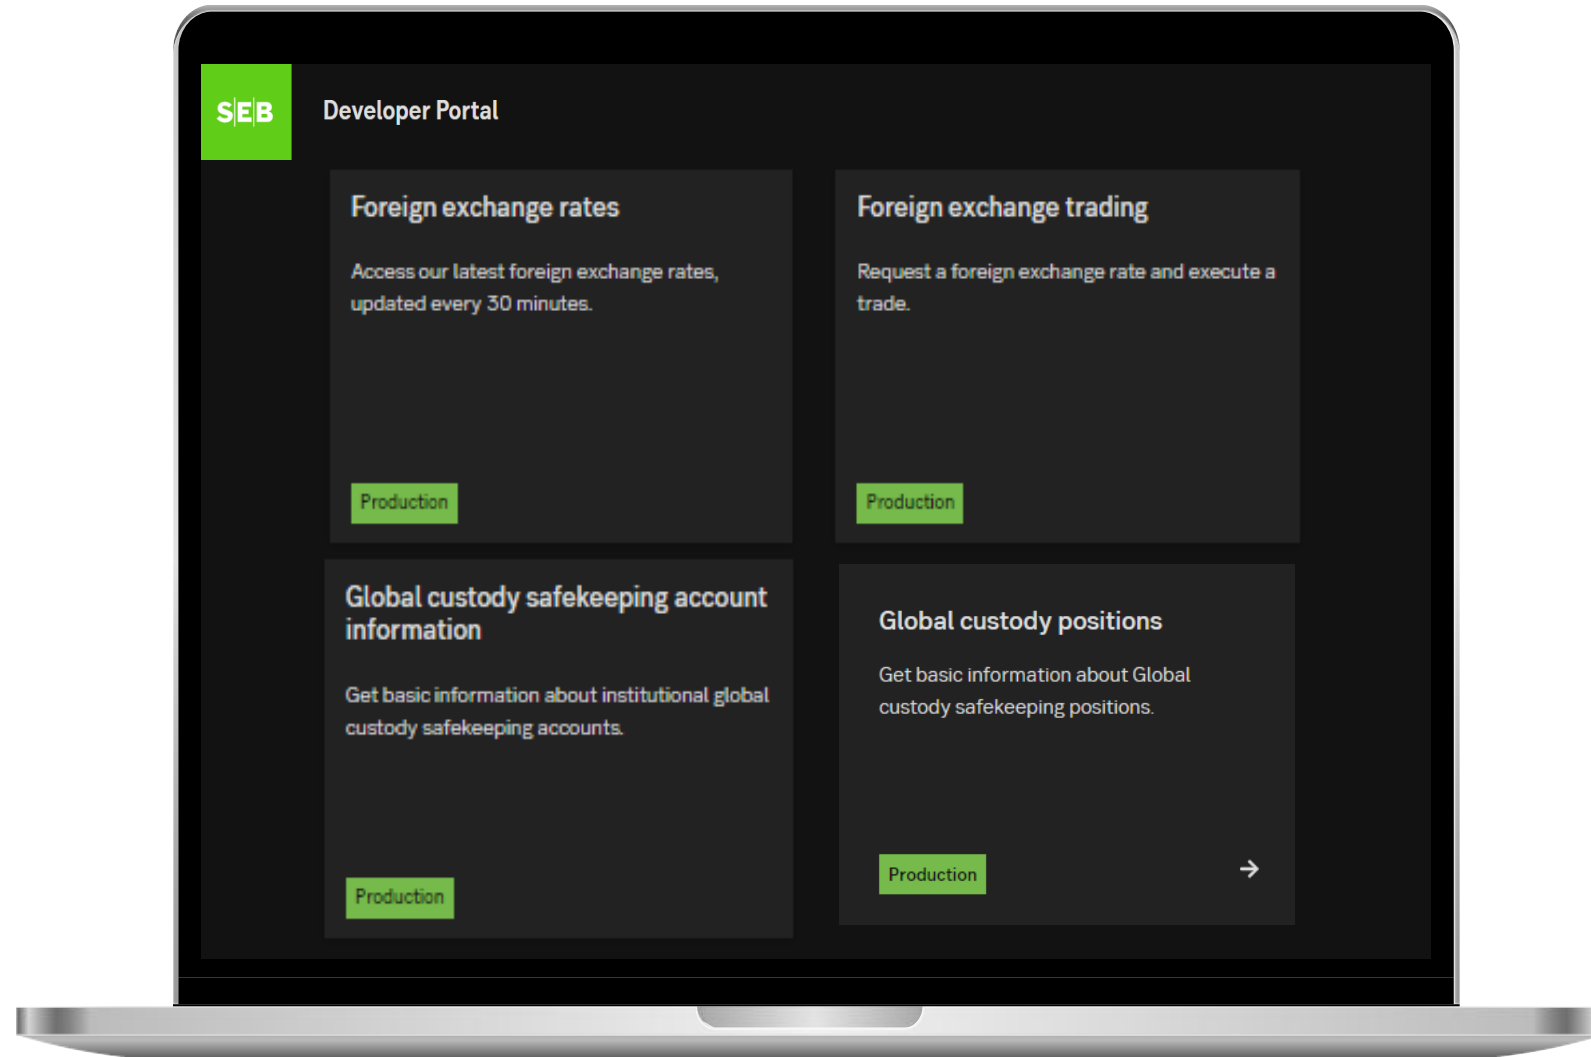 SEB
Developer Portal
Foreign exchange rates
Access our latest foreign exchange rates,
updated every 30 minutes.
Production
Foreign exchange trading
Request a foreign exchange rate and execute a
trade.
Production
Global custody safekeeping account
information
Get basic information about institutional global
custody safekeeping accounts.
Production
Global custody positions
Get basic information about Global
custody safekeeping positions.
Production